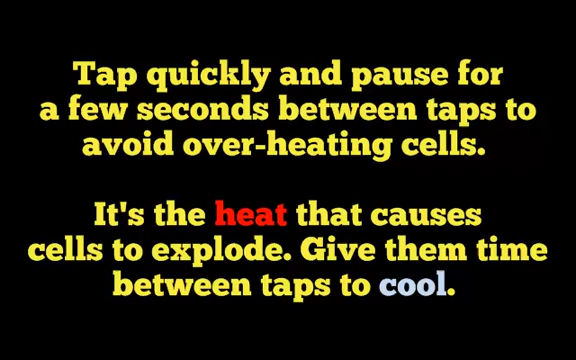 Tap quickly and pause for
a few seconds between taps to
avoid over-heating cells.
It's the heat that causes
cells to explode. Give them time
between taps to cool.